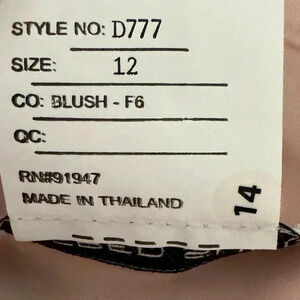 STYLE NO: D777
SIZE: 12
CO: BLUSH - F6
QC:
RN#91947
MADE IN THAILAND
14